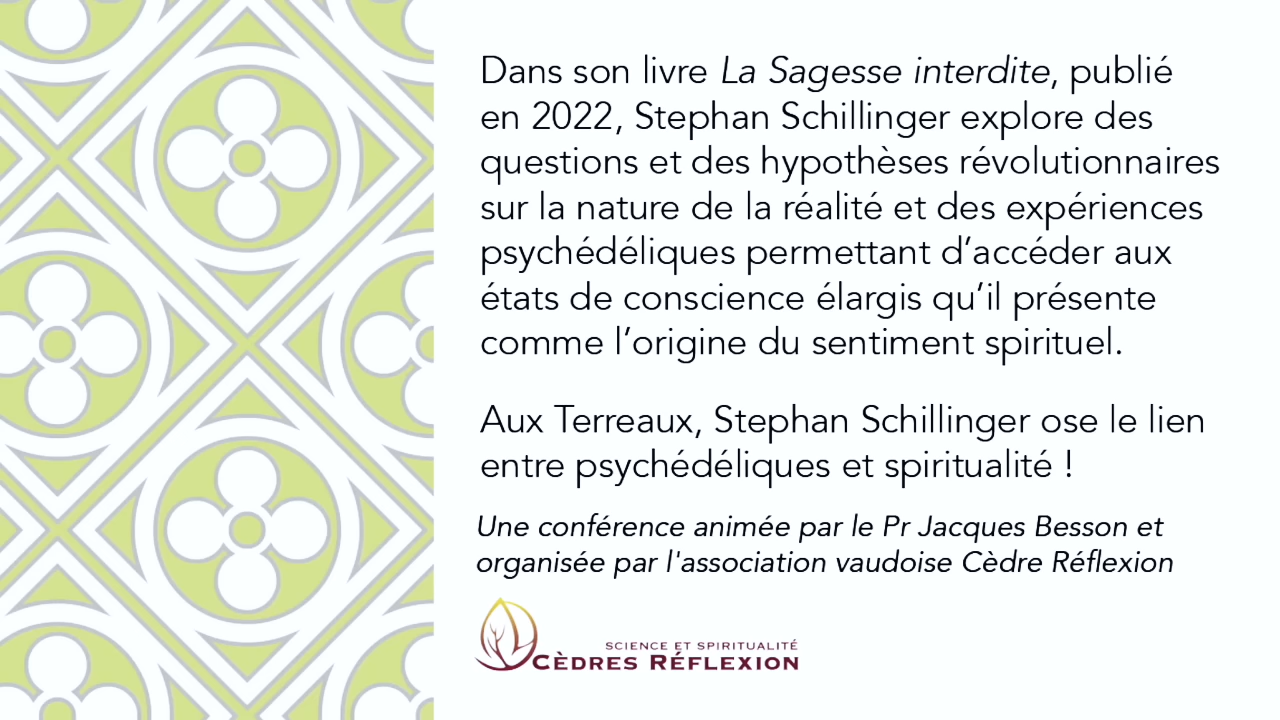 Dans son livre La Sagesse interdite, publié
en 2022, Stephan Schillinger explore des
questions et des hypothèses révolutionnaires
sur la nature de la réalité et des expériences
psychédéliques permettant d’accéder aux
états de conscience élargis qu’il présente
comme l’origine du sentiment spirituel.
Aux Terreaux, Stephan Schillinger ose le lien
entre psychédéliques et spiritualité !
Une conférence animée par le Pr Jacques Besson et
organisée par l'association vaudoise Cèdre Réflexion
SCIENCE ET SPIRITUALITÉ
CÈDRES RÉFLEXION